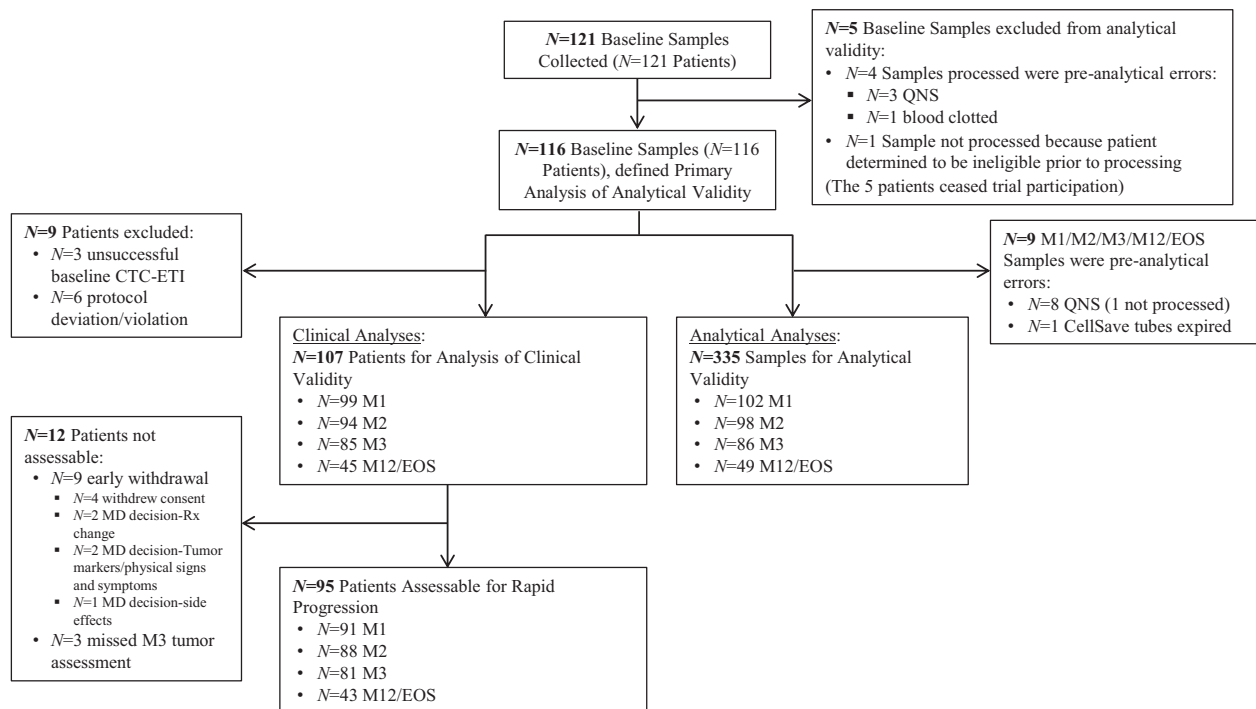 N=121 Baseline Samples
Collected (N=121 Patients)
N=5 Baseline Samples excluded from analytical
validity:
• N=4 Samples processed were pre-analytical errors:
▪ N=3 QNS
▪ N=1 blood clotted
• N=1 Sample not processed because patient
determined to be ineligible prior to processing
(The 5 patients ceased trial participation)
N=116 Baseline Samples (N=116
Patients), defined Primary
Analysis of Analytical Validity
N=9 Patients excluded:
• N=3 unsuccessful
baseline CTC-ETI
• N=6 protocol
deviation/violation
N=9 M1/M2/M3/M12/EOS
Samples were pre-analytical
errors:
• N=8 QNS (1 not processed)
• N=1 CellSave tubes expired
Clinical Analyses:
N=107 Patients for Analysis of Clinical
Validity
• N=99 M1
• N=94 M2
• N=85 M3
• N=45 M12/EOS
Analytical Analyses:
N=335 Samples for Analytical
Validity
• N=102 M1
• N=98 M2
• N=86 M3
• N=49 M12/EOS
N=12 Patients not
assessable:
• N=9 early withdrawal
▪ N=4 withdrew consent
▪ N=2 MD decision-Rx
change
▪ N=2 MD decision-Tumor
markers/physical signs
and symptoms
▪ N=1 MD decision-side
effects
• N=3 missed M3 tumor
assessment
N=95 Patients Assessable for Rapid
Progression
• N=91 M1
• N=88 M2
• N=81 M3
• N=43 M12/EOS